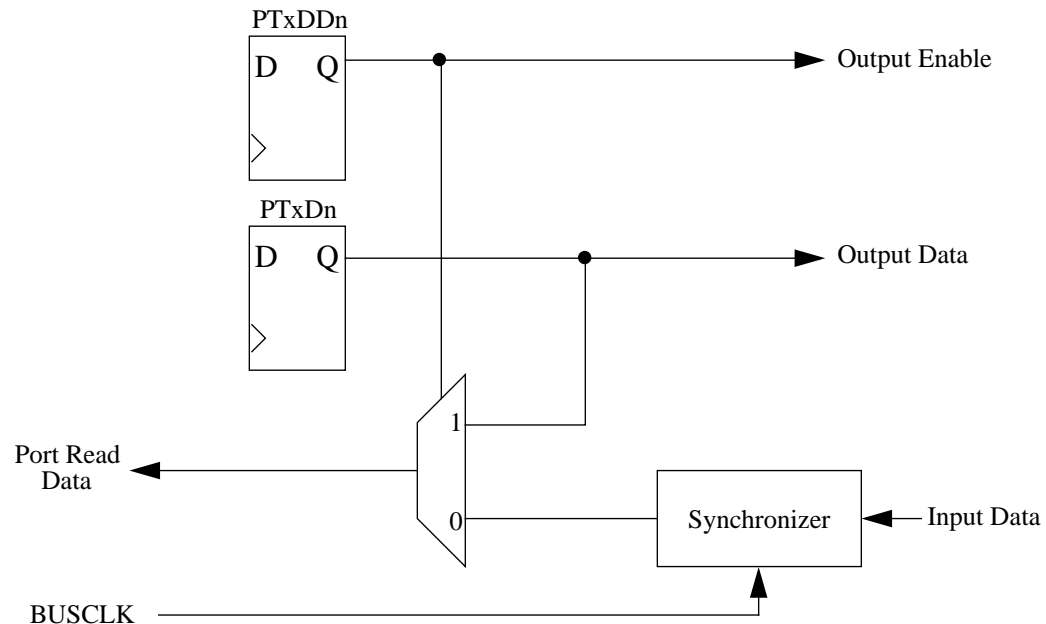 PTxDDn
D Q
Output Enable
PTxDn
D Q
Output Data
1
Port Read
Data
0
Synchronizer
Input Data
BUSCLK